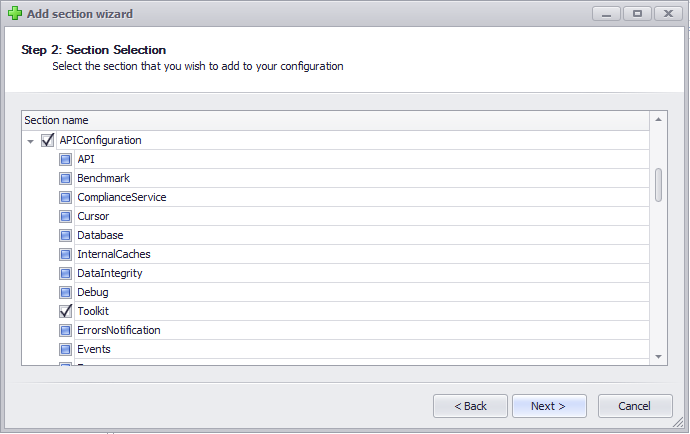 Add section wizard
Step 2: Section Selection
Select the section that you wish to add to your configuration
Section name
APIConfiguration
API
Benchmark
ComplianceService
Cursor
Database
InternalCaches
DataIntegrity
Debug
Toolkit
ErrorsNotification
Events
< Back
Next >
Cancel